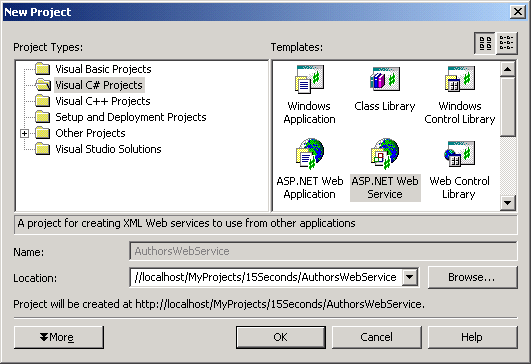 New Project
Project Types:
Templates:
Visual Basic Projects
Visual C# Projects
Visual C++ Projects
Setup and Deployment Projects
Other Projects
Visual Studio Solutions
Windows Application
Class Library
Windows Control Library
ASP.NET Web Application
ASP.NET Web Service
Web Control Library
A project for creating XML Web services to use from other applications
Name:
AuthorsWebService
Location:
//localhost/MyProjects/15Seconds/AuthorsWebService
Browse...
Project will be created at http://localhost/MyProjects/15Seconds/AuthorsWebService.
More
OK
Cancel
Help